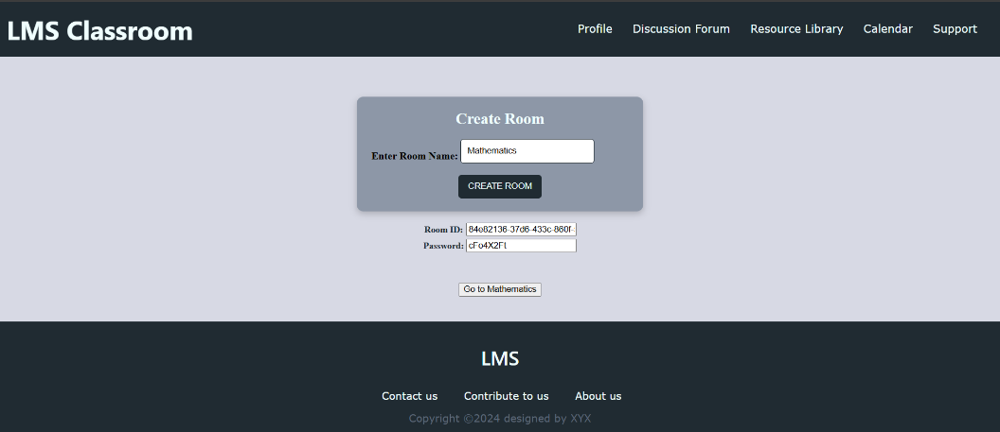 LMS Classroom
Profile Discussion Forum Resource Library Calendar Support
Create Room
Enter Room Name: Mathematics
CREATE ROOM
Room ID: 84e82136-37d6-433c-860f-
Password: cFo4X2Ft
Go to Mathematics
LMS
Contact us Contribute to us About us
Copyright ©2024 designed by XYX